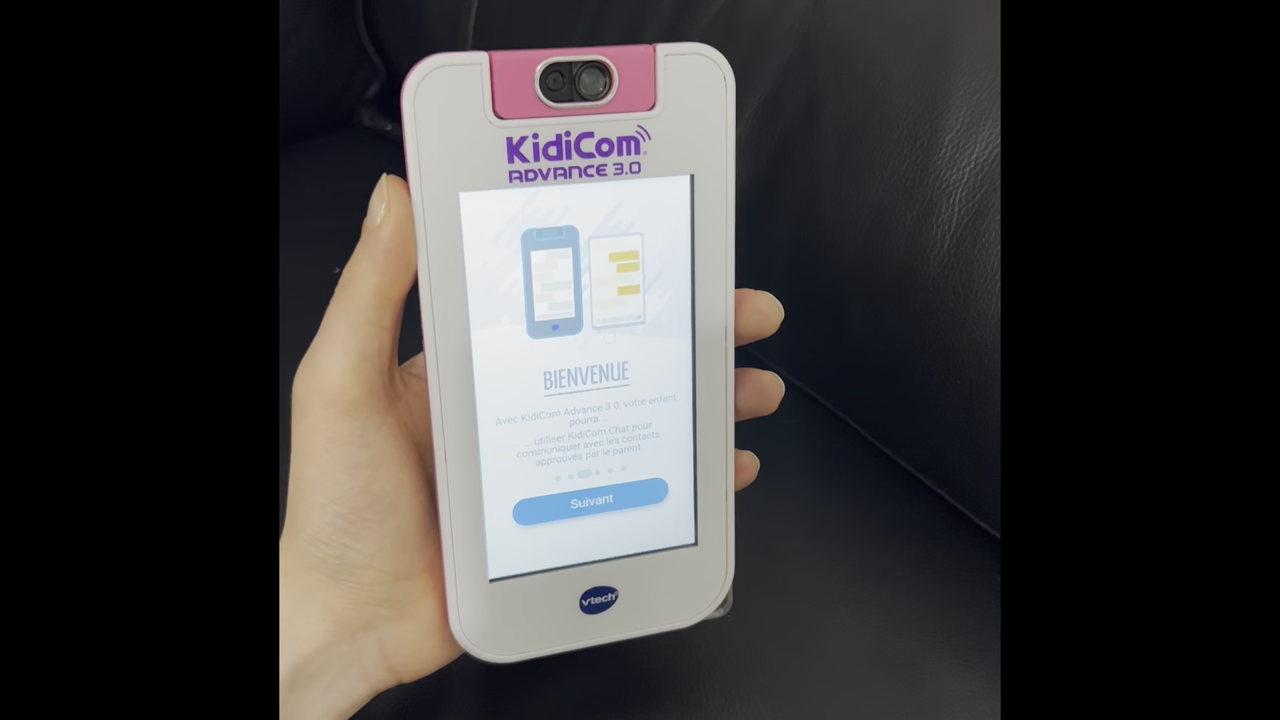 KidiCom
ADVANCE 3.0
BIENVENUE
Avec KidiCom Advance 3.0, votre enfant
pourra ...
... utiliser KidiCom Chat pour
communiquer avec les contacts
approuvés par le parent.
Suivant
vtech